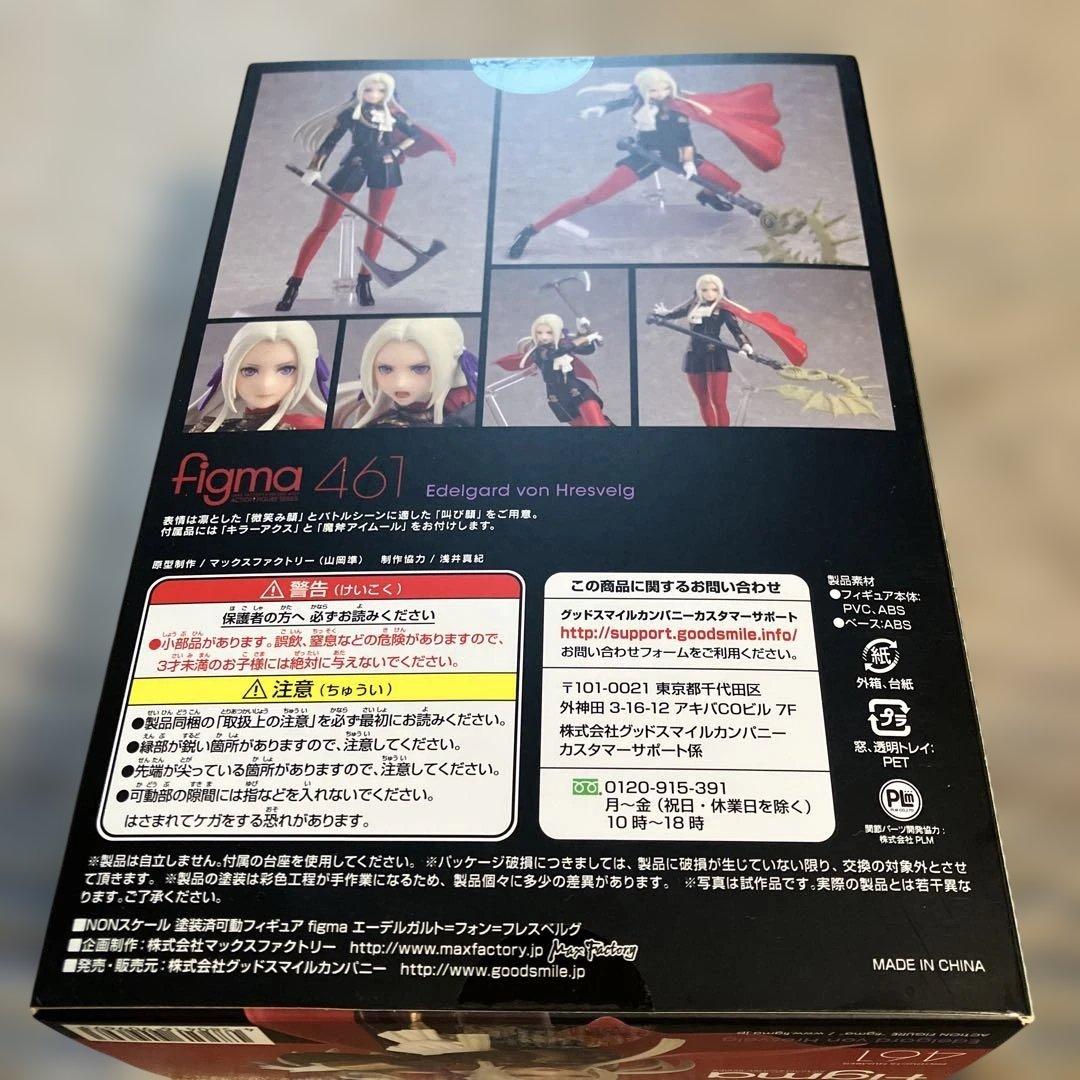 figma 461 Edelgard von Hresvelg
表情は凛とした「微笑み顔」とバトルシーンに適した「叫び顔」をご用意。
付属品には「キラーアクス」と「魔斧アイムール」をお付けします。
原型制作 / マックスファクトリー（山岡準） 制作協力 / 浅井真紀
警告（けいこく）
保護者の方へ 必ずお読みください
●小部品があります。誤飲、窒息などの危険がありますので、
3才未満のお子様には絶対に与えないでください。
注意（ちゅうい）
●製品同梱の「取扱上の注意」を必ず最初にお読みください。
●縁部が鋭い箇所がありますので、注意してください。
●先端が尖っている箇所がありますので、注意してください。
●可動部の隙間には指などを入れないでください。
はさまれてケガをする恐れがあります。
この商品に関するお問い合わせ
グッドスマイルカンパニーカスタマーサポート
http://support.goodsmile.info/
お問い合わせフォームをご利用ください。
〒101-0021 東京都千代田区
外神田 3-16-12 アキバCOビル 7F
株式会社グッドスマイルカンパニー
カスタマーサポート係
0120-915-391
月～金（祝日・休業日を除く）
10時～18時
製品素材
●フィギュア本体:
PVC、ABS
●ベース:ABS
紙
外箱、台紙
プラ
窓、透明トレイ:
PET
PLM
関節パーツ開発協力:
株式会社 PLM
※製品は自立しません。付属の台座を使用してください。 ※パッケージ破損につきましては、製品に破損が生じていない限り、交換の対象外とさせ
て頂きます。 ※製品の塗装は彩色工程が手作業になるため、製品個々に多少の差異があります。 ※写真は試作品です。実際の製品とは若干異な
ります。ご了承ください。
■NONスケール 塗装済可動フィギュア figma エーデルガルト＝フォン＝フレスベルグ
■企画制作：株式会社マックスファクトリー http://www.maxfactory.jp Max Factory
■発売・販売元：株式会社グッドスマイルカンパニー http://www.goodsmile.jp
MADE IN CHINA
figma 461
Edelgard von Hresvelg